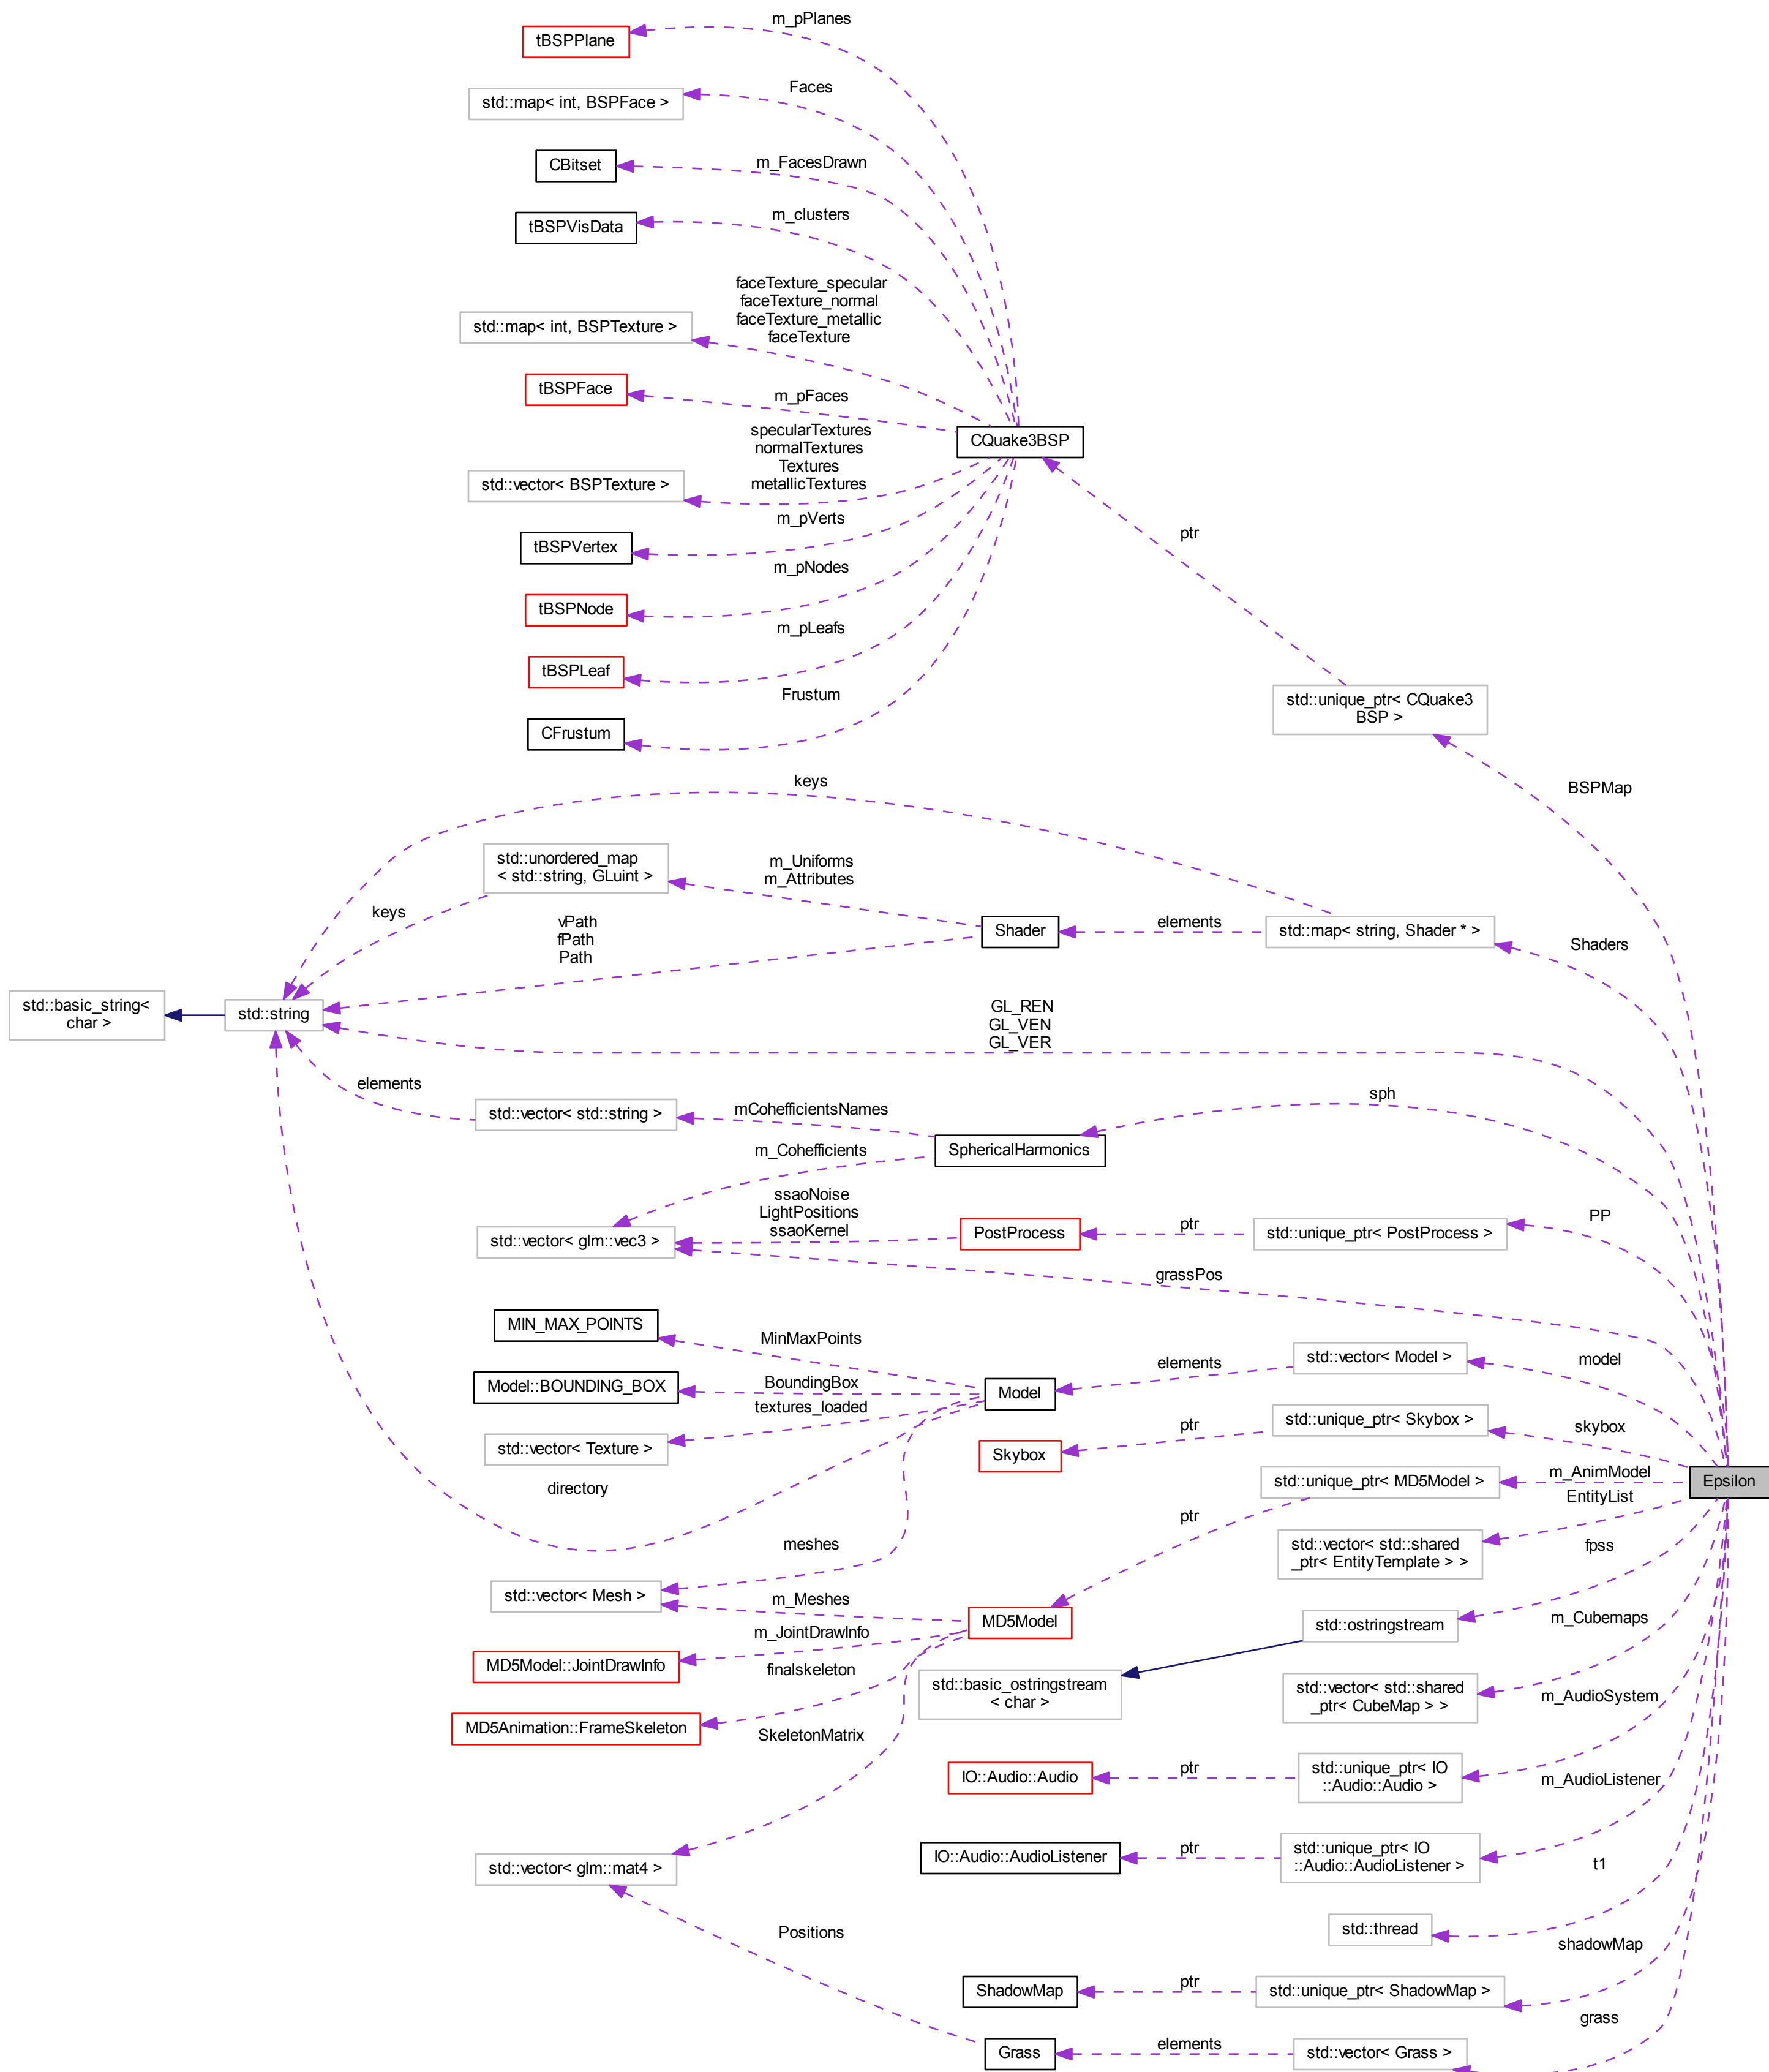 m_pPlanes
tBSPPlane
Faces
std::map< int, BSPFace >
m_FacesDrawn
CBitset
m_clusters
tBSPVisData
faceTexture_specular
faceTexture_normal
faceTexture_metallic
faceTexture
std::map< int, BSPTexture >
tBSPFace
m_pFaces
CQuake3BSP
specularTextures
normalTextures
Textures
metallicTextures
std::vector< BSPTexture >
m_pVerts
tBSPVertex
ptr
m_pNodes
tBSPNode
m_pLeafs
tBSPLeaf
Frustum
std::unique_ptr< CQuake3
BSP >
CFrustum
keys
BSPMap
std::unordered_map
< std::string, GLuint >
m_Uniforms
m_Attributes
keys
vPath
fPath
Path
Shader
elements
std::map< string, Shader * >
Shaders
std::basic_string<
char >
std::string
GL_REN
GL_VEN
GL_VER
elements
std::vector< std::string >
mCohefficientsNames
sph
m_Cohefficients
SphericalHarmonics
ssaoNoise
LightPositions
ssaoKernel
std::vector< glm::vec3 >
PostProcess
ptr
std::unique_ptr< PostProcess >
PP
grassPos
MIN_MAX_POINTS
MinMaxPoints
elements
std::vector< Model >
model
Model::BOUNDING_BOX
BoundingBox
Model
textures_loaded
std::vector< Texture >
ptr
std::unique_ptr< Skybox >
skybox
Skybox
directory
std::unique_ptr< MD5Model >
m_AnimModel
Epsilon
EntityList
ptr
meshes
std::vector< std::shared
_ptr< EntityTemplate > >
fpss
std::vector< Mesh >
m_Meshes
MD5Model
std::ostringstream
m_Cubemaps
m_JointDrawInfo
MD5Model::JointDrawInfo
finalskeleton
std::basic_ostringstream
< char >
std::vector< std::shared
_ptr< CubeMap > >
m_AudioSystem
MD5Animation::FrameSkeleton
SkeletonMatrix
IO::Audio::Audio
ptr
std::unique_ptr< IO
::Audio::Audio >
m_AudioListener
std::vector< glm::mat4 >
IO::Audio::AudioListener
ptr
std::unique_ptr< IO
::Audio::AudioListener >
t1
Positions
std::thread
shadowMap
ShadowMap
ptr
std::unique_ptr< ShadowMap >
grass
Grass
elements
std::vector< Grass >